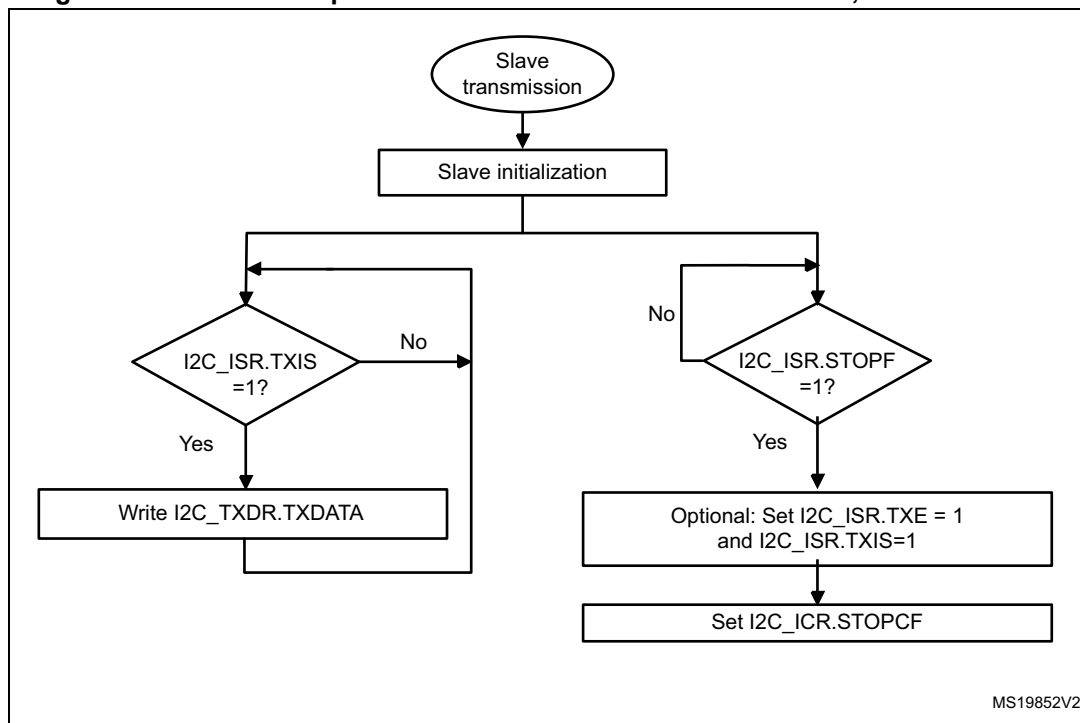 Slave
transmission
Slave initialization
I2C_ISR.TXIS
=1?
No
Yes
Write I2C_TXDR.TXDATA
No
I2C_ISR.STOPF
=1?
Yes
Optional: Set I2C_ISR.TXE = 1
and I2C_ISR.TXIS=1
Set I2C_ICR.STOPCF
MS19852V2